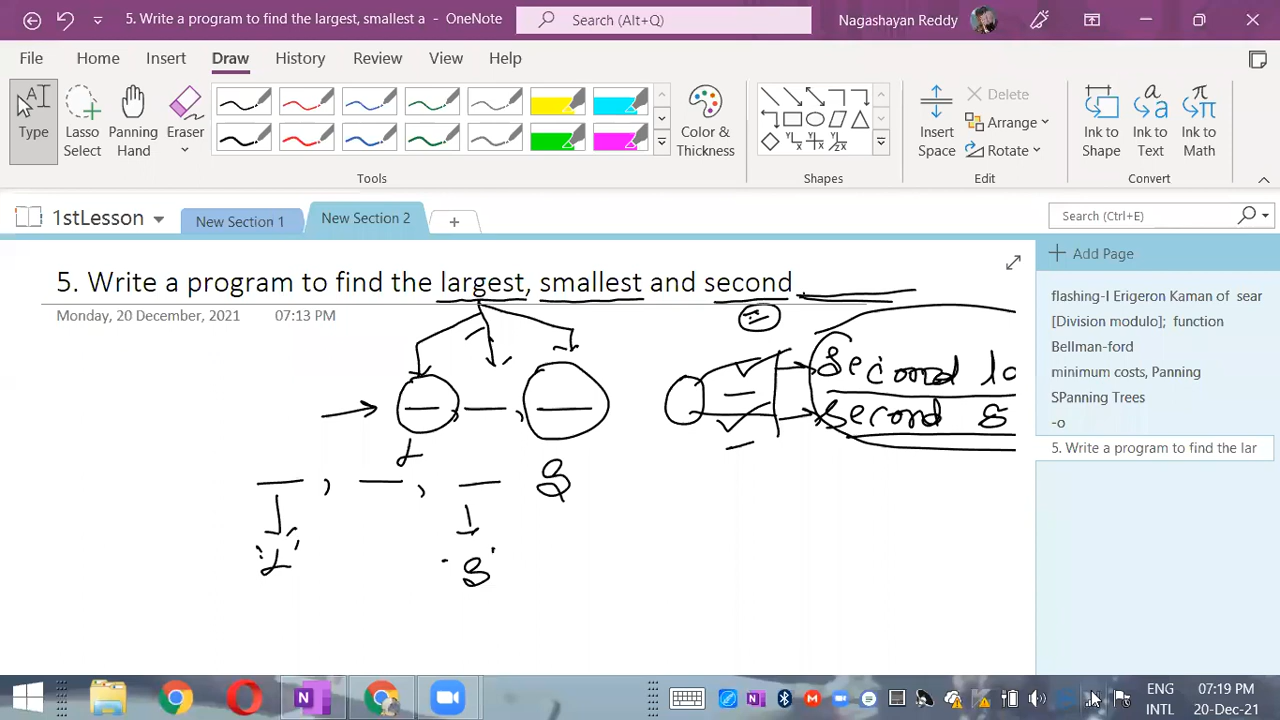 5. Write a program to find the largest, smallest a - OneNote
Search (Alt+Q)
Nagashayan Reddy
File Home Insert Draw History Review View Help
Type
Lasso Select
Panning Hand
Eraser
Color & Thickness
Insert Space
Delete
Arrange
Rotate
Ink to Shape
Ink to Text
Ink to Math
Tools
Shapes
Edit
Convert
1stLesson
New Section 1
New Section 2
Search (Ctrl+E)
5. Write a program to find the largest, smallest and second
Monday, 20 December, 2021 07:13 PM
Second lo
Second s
L
S
'L'
'S'
Add Page
flashing-I Erigeron Kaman of sear
[Division modulo]; function
Bellman-ford
minimum costs, Panning
SPanning Trees
-o
5. Write a program to find the lar
ENG
INTL
07:19 PM
20-Dec-21